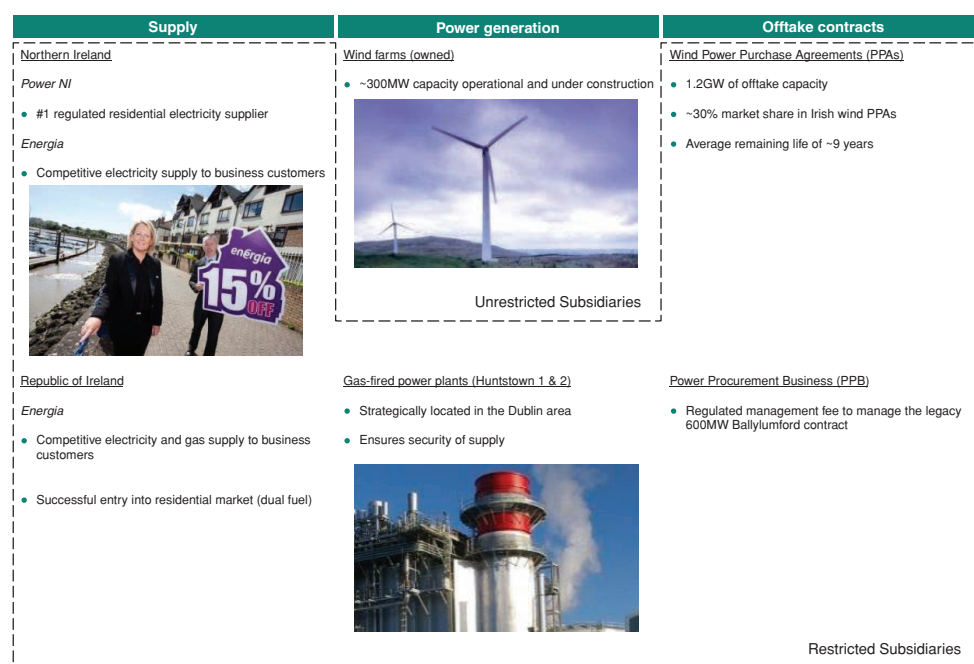 Supply
Northern Ireland
Power NI
● #1 regulated residential electricity supplier
Energia
● Competitive electricity supply to business customers
energia
15%
OFF
Republic of Ireland
Energia
● Competitive electricity and gas supply to business
customers
● Successful entry into residential market (dual fuel)
Power generation
Wind farms (owned)
● ~300MW capacity operational and under construction
Unrestricted Subsidiaries
Gas-fired power plants (Huntstown 1 & 2)
● Strategically located in the Dublin area
● Ensures security of supply
Offtake contracts
Wind Power Purchase Agreements (PPAs)
● 1.2GW of offtake capacity
● ~30% market share in Irish wind PPAs
● Average remaining life of ~9 years
Power Procurement Business (PPB)
● Regulated management fee to manage the legacy
600MW Ballylumford contract
Restricted Subsidiaries